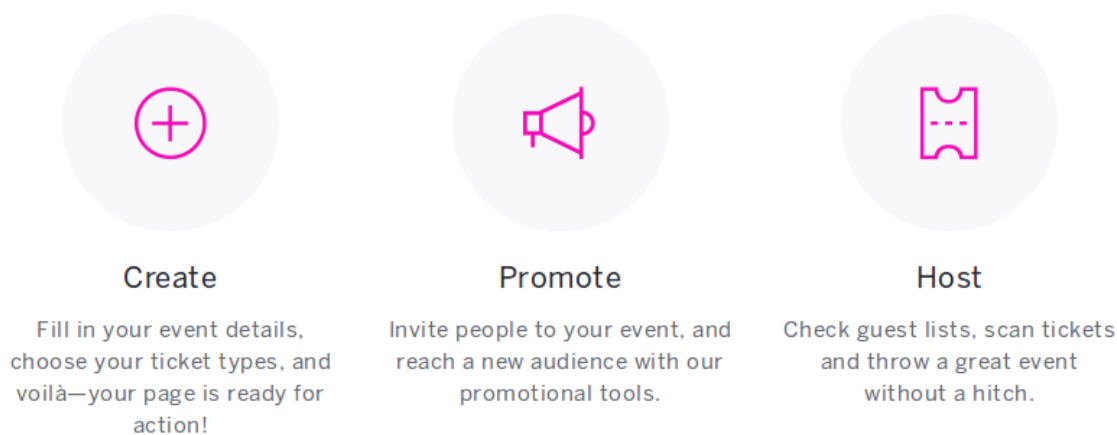 Create
Fill in your event details,
choose your ticket types, and
voilà—your page is ready for
action!
Promote
Invite people to your event, and
reach a new audience with our
promotional tools.
Host
Check guest lists, scan tickets
and throw a great event
without a hitch.